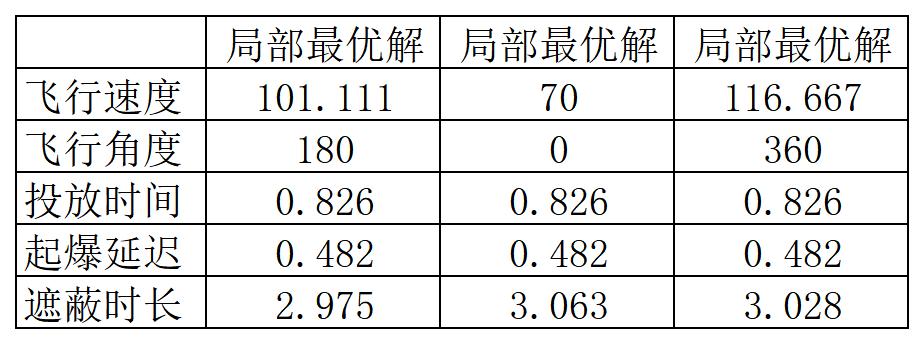 局部最优解 局部最优解 局部最优解
飞行速度 101.111 70 116.667
飞行角度 180 0 360
投放时间 0.826 0.826 0.826
起爆延迟 0.482 0.482 0.482
遮蔽时长 2.975 3.063 3.028